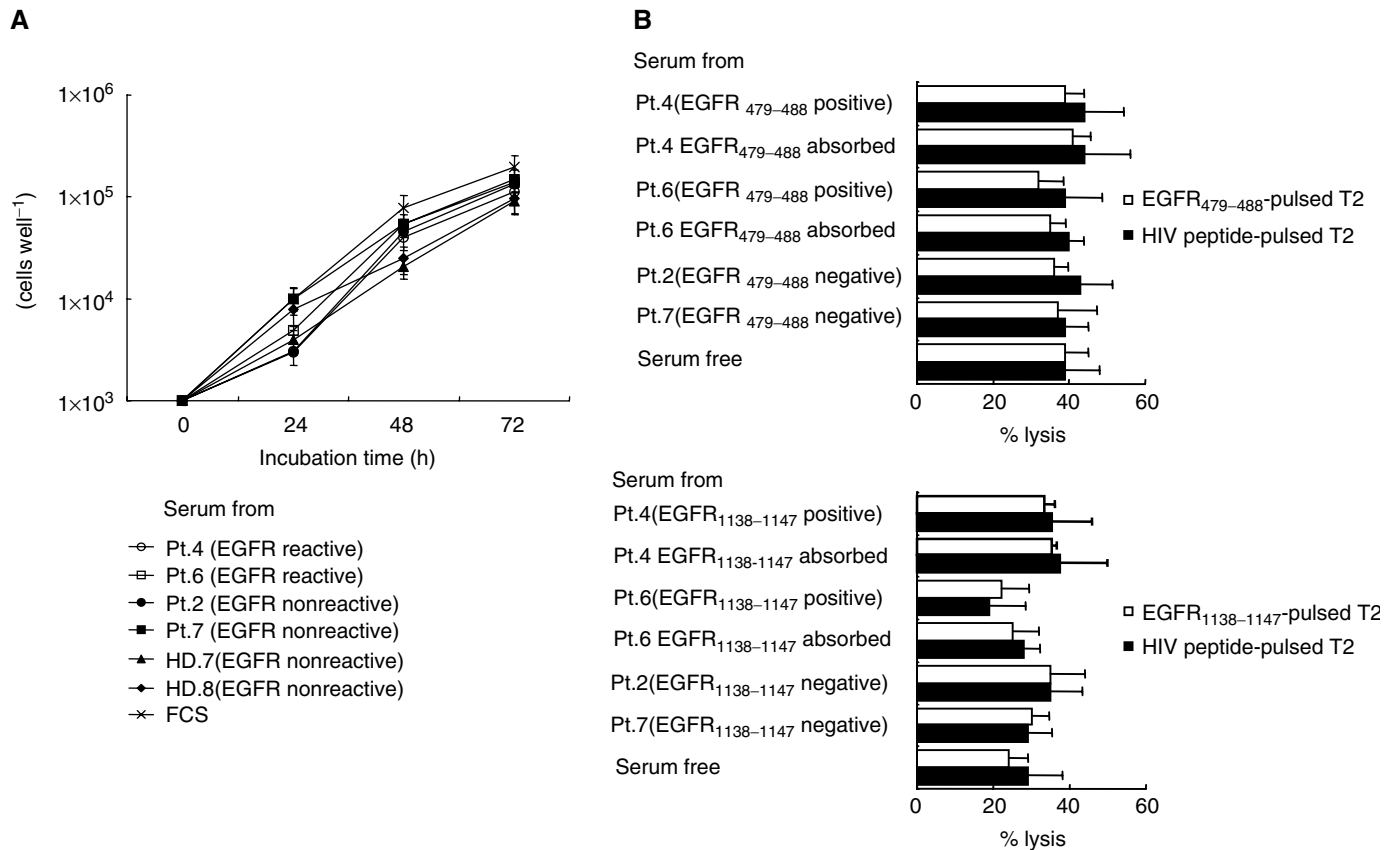 A
1×10⁶
1×10⁵
1×10⁴
1×10³
(cells well⁻¹)
0 24 48 72
Incubation time (h)
Serum from
Pt.4 (EGFR reactive)
Pt.6 (EGFR reactive)
Pt.2 (EGFR nonreactive)
Pt.7 (EGFR nonreactive)
HD.7(EGFR nonreactive)
HD.8(EGFR nonreactive)
FCS
B
Serum from
Pt.4(EGFR 479–488 positive)
Pt.4 EGFR479–488 absorbed
Pt.6(EGFR 479–488 positive)
Pt.6 EGFR479–488 absorbed
Pt.2(EGFR 479–488 negative)
Pt.7(EGFR 479–488 negative)
Serum free
0 20 40 60
% lysis
EGFR479–488-pulsed T2
HIV peptide-pulsed T2
Serum from
Pt.4(EGFR1138–1147 positive)
Pt.4 EGFR1138-1147 absorbed
Pt.6(EGFR1138–1147 positive)
Pt.6 EGFR1138–1147 absorbed
Pt.2(EGFR1138–1147 negative)
Pt.7(EGFR1138–1147 negative)
Serum free
0 20 40 60
% lysis
EGFR1138–1147-pulsed T2
HIV peptide-pulsed T2